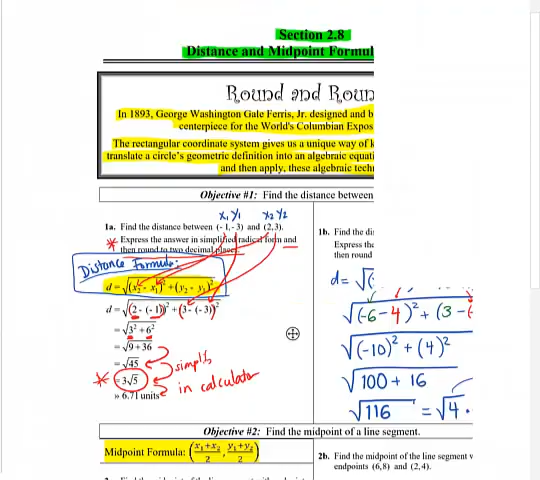 Section 2.8
Distance and Midpoint Formul
Round and Roun
In 1893, George Washington Gale Ferris, Jr. designed and b
centerpiece for the World's Columbian Expos
The rectangular coordinate system gives us a unique way of k
translate a circle's geometric definition into an algebraic equati
and then apply, these algebraic techn
Objective #1: Find the distance between
x₁ y₁ x₂ y₂
1a. Find the distance between (-1,-3) and (2,3).
* Express the answer in simplified radical form and
then round to two decimal places.
Distance Formula:
d = √(x₂ - x₁)² + (y₂ - y₁)²
d = √(2 - (-1))² + (3 - (-3))²
= √3² + 6²
= √9 + 36
= √45
simplify
* = 3√5
in calculator
» 6.71 units
1b. Find the di
Express the
then round
d = √(-
√(-6-4)² + (3 - (-
√(-10)² + (4)²
√100 + 16
√116 = √4 ·
Objective #2: Find the midpoint of a line segment.
Midpoint Formula: (x₁+x₂/2, y₁+y₂/2)
2b. Find the midpoint of the line segment w
endpoints (6,8) and (2,4).